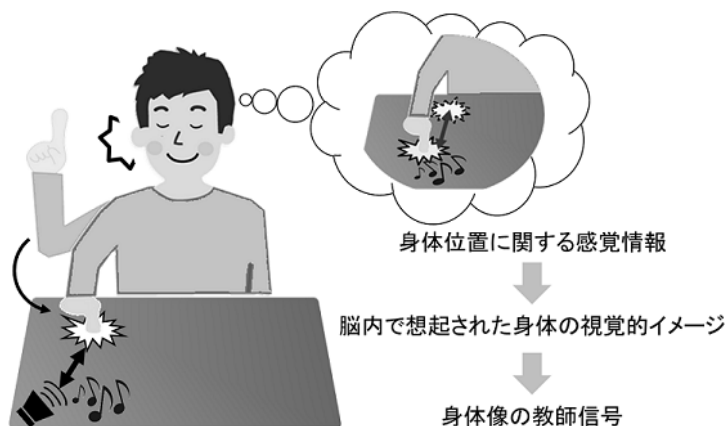 身体位置に関する感覚情報
脳内で想起された身体の視覚的イメージ
身体像の教師信号